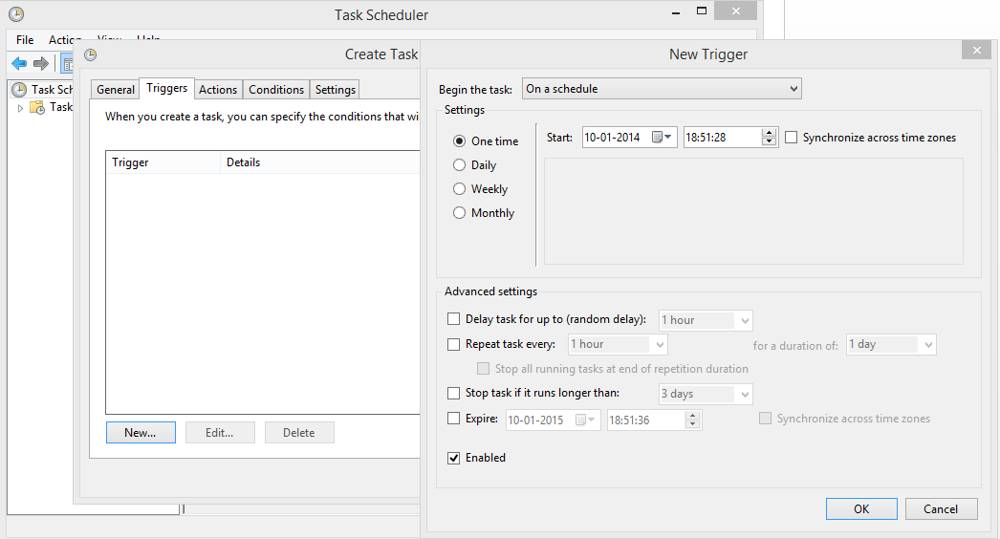 Task Scheduler
File Action View Help
Create Task
New Trigger
Task Sch
Task
General Triggers Actions Conditions Settings
When you create a task, you can specify the conditions that wi
Trigger Details
New... Edit... Delete
Begin the task: On a schedule
Settings
One time
Daily
Weekly
Monthly
Start: 10-01-2014 18:51:28 Synchronize across time zones
Advanced settings
Delay task for up to (random delay): 1 hour
Repeat task every: 1 hour for a duration of: 1 day
Stop all running tasks at end of repetition duration
Stop task if it runs longer than: 3 days
Expire: 10-01-2015 18:51:36 Synchronize across time zones
Enabled
OK Cancel